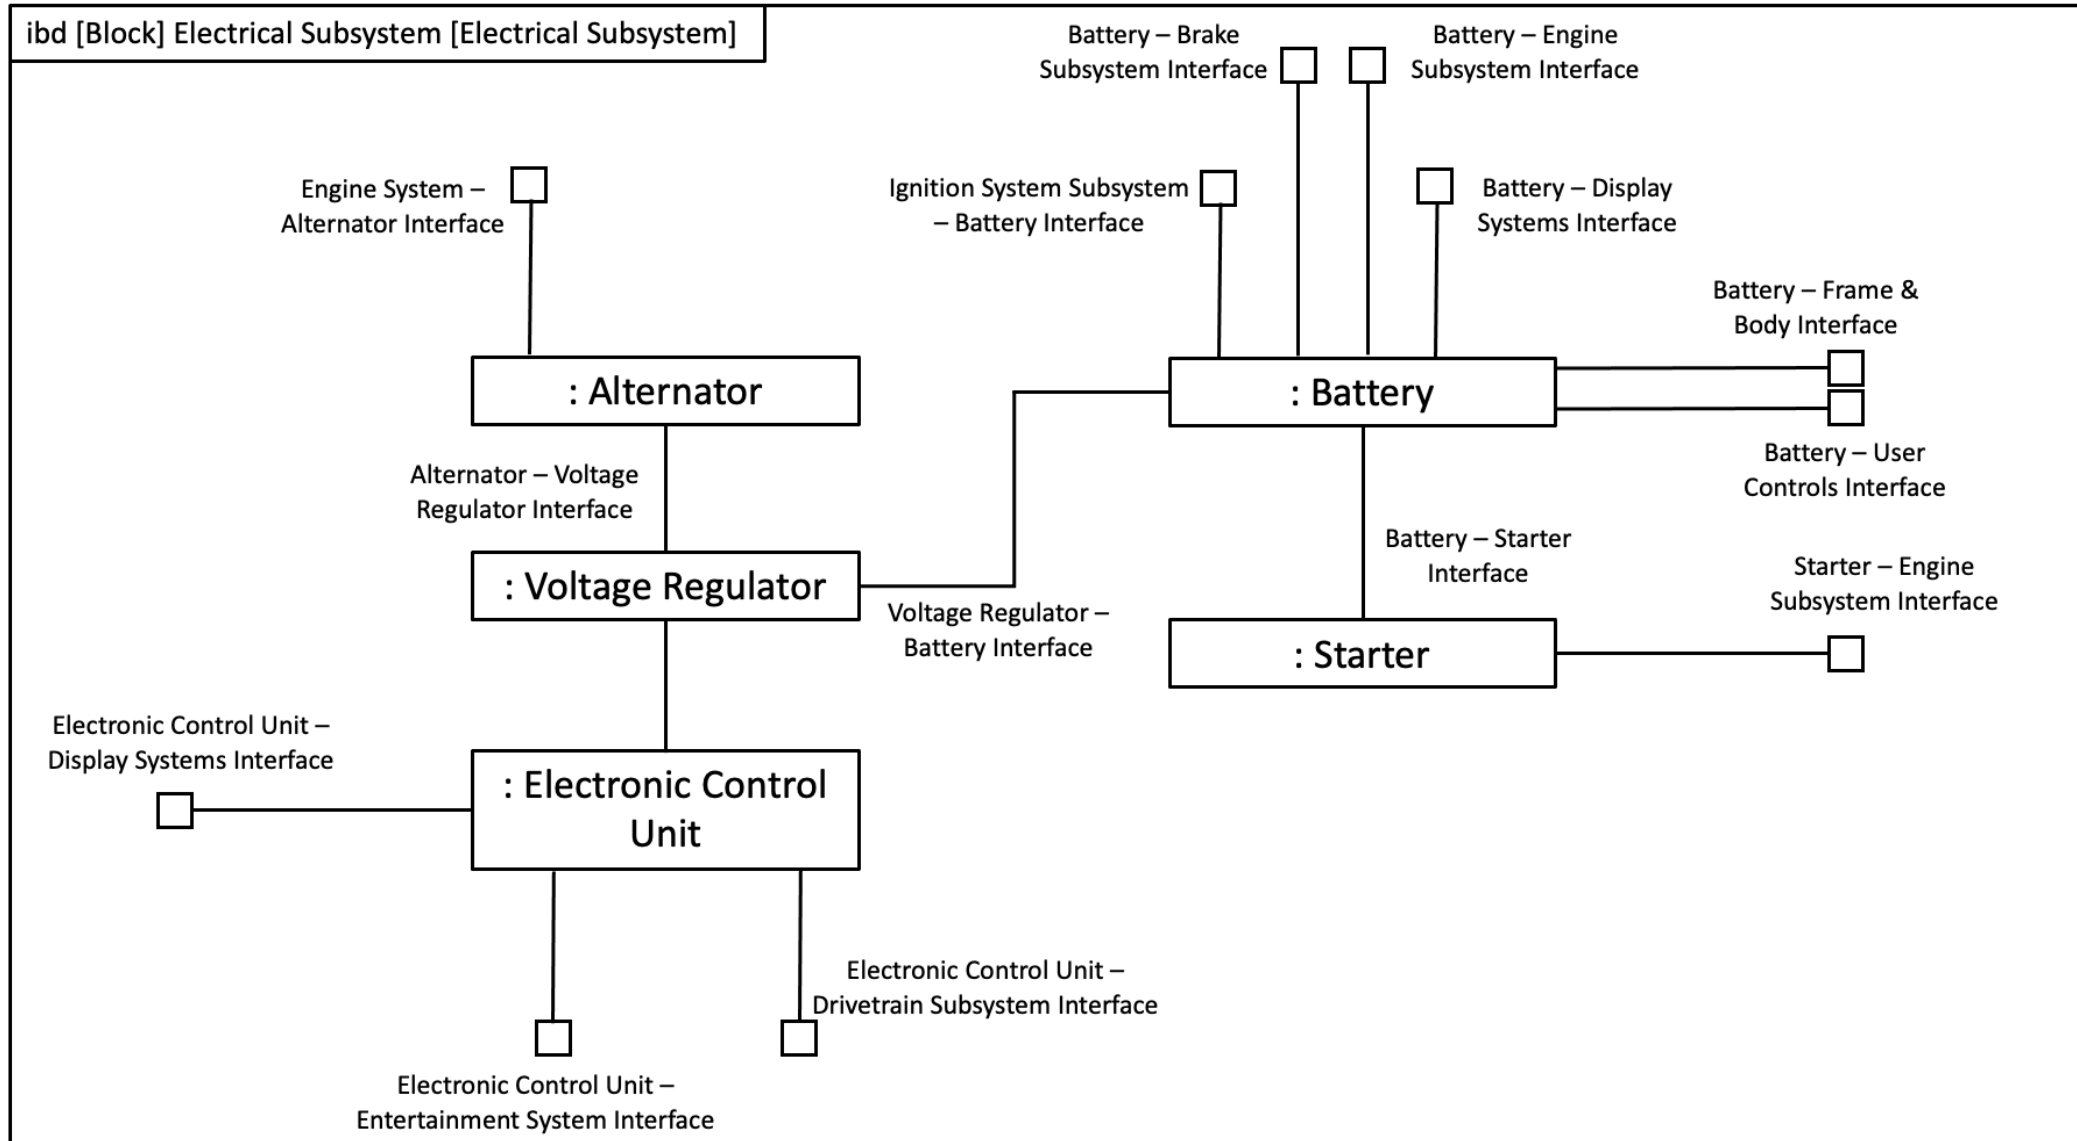 ibd [Block] Electrical Subsystem [Electrical Subsystem]
Battery – Brake
Subsystem Interface
Battery – Engine
Subsystem Interface
Engine System –
Alternator Interface
Ignition System Subsystem
– Battery Interface
Battery – Display
Systems Interface
Battery – Frame &
Body Interface
: Alternator
: Battery
Battery – User
Controls Interface
Alternator – Voltage
Regulator Interface
Battery – Starter
Interface
: Voltage Regulator
Voltage Regulator –
Battery Interface
Starter – Engine
Subsystem Interface
: Starter
Electronic Control Unit –
Display Systems Interface
: Electronic Control
Unit
Electronic Control Unit –
Drivetrain Subsystem Interface
Electronic Control Unit –
Entertainment System Interface